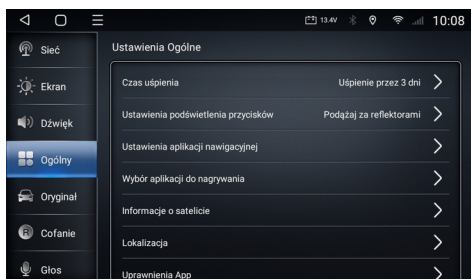 13.4V 10:08
Sieć
Ekran
Dźwięk
Ogólny
Oryginał
R Cofanie
Głos
Ustawienia Ogólne
Czas uśpienia Uśpienie przez 3 dni
Ustawienia podświetlenia przycisków Podążaj za reflektorami
Ustawienia aplikacji nawigacyjnej
Wybór aplikacji do nagrywania
Informacje o satelicie
Lokalizacja
Uprawnienia App